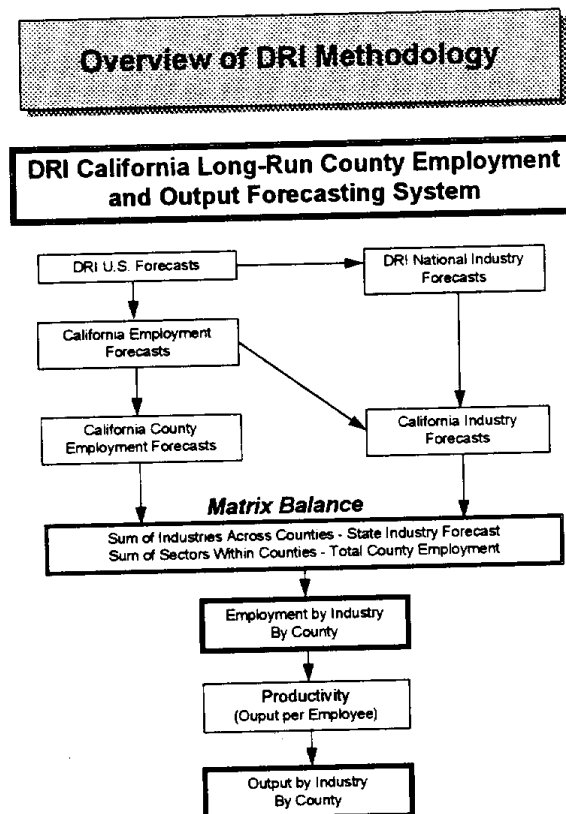 Overview of DRI Methodology
DRI California Long-Run County Employment
and Output Forecasting System
DRI U.S. Forecasts
DRI National Industry
Forecasts
California Employment
Forecasts
California County
Employment Forecasts
California Industry
Forecasts
Matrix Balance
Sum of Industries Across Counties - State Industry Forecast
Sum of Sectors Within Counties - Total County Employment
Employment by Industry
By County
Productivity
(Ouput per Employee)
Output by Industry
By County